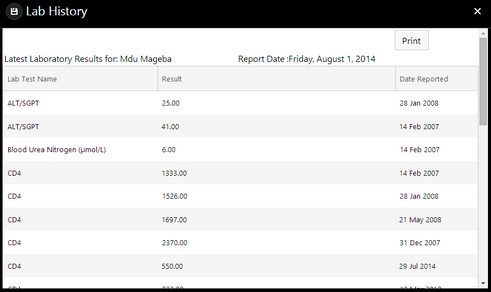 Lab History
Print
Latest Laboratory Results for: Mdu Mageba Report Date :Friday, August 1, 2014
Lab Test Name Result Date Reported
ALT/SGPT 25.00 28 Jan 2008
ALT/SGPT 41.00 14 Feb 2007
Blood Urea Nitrogen (µmol/L) 6.00 14 Feb 2007
CD4 1333.00 14 Feb 2007
CD4 1526.00 28 Jan 2008
CD4 1697.00 21 May 2008
CD4 2370.00 31 Dec 2007
CD4 550.00 29 Jul 2014